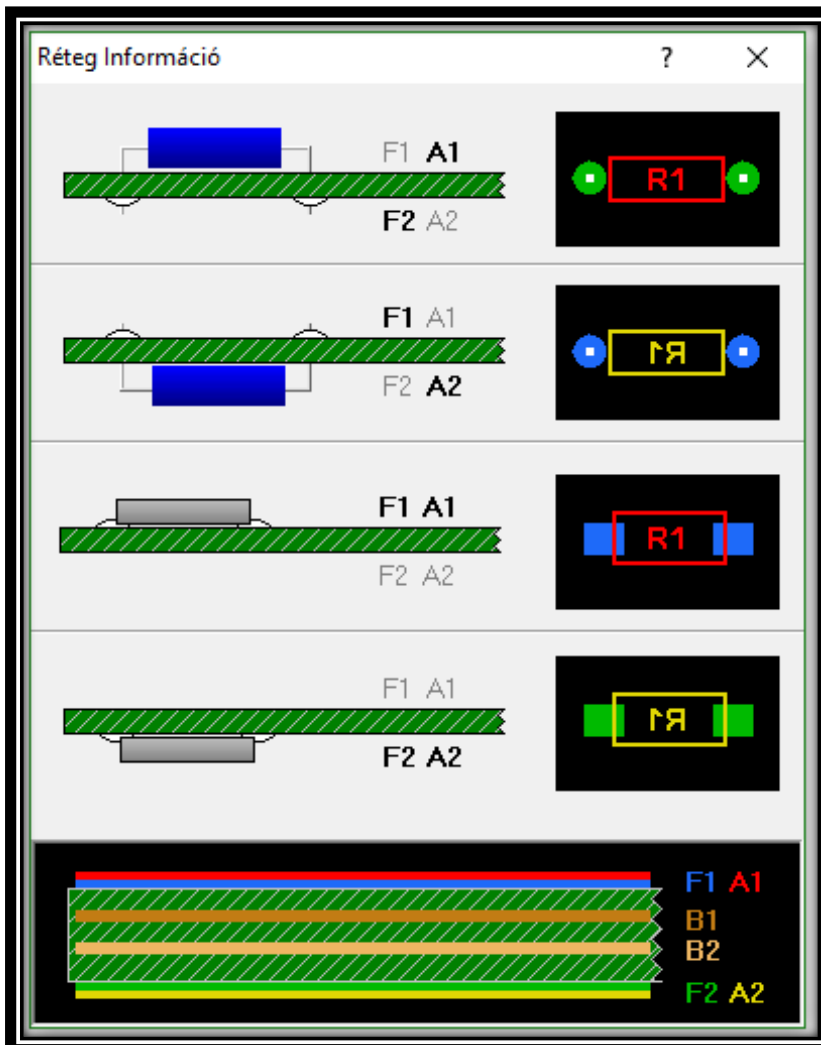 Réteg Információ ? ×
F1 A1
R1
F2 A2
F1 A1
R1
F2 A2
F1 A1
R1
F2 A2
F1 A1
R1
F2 A2
F1 A1
B1
B2
F2 A2